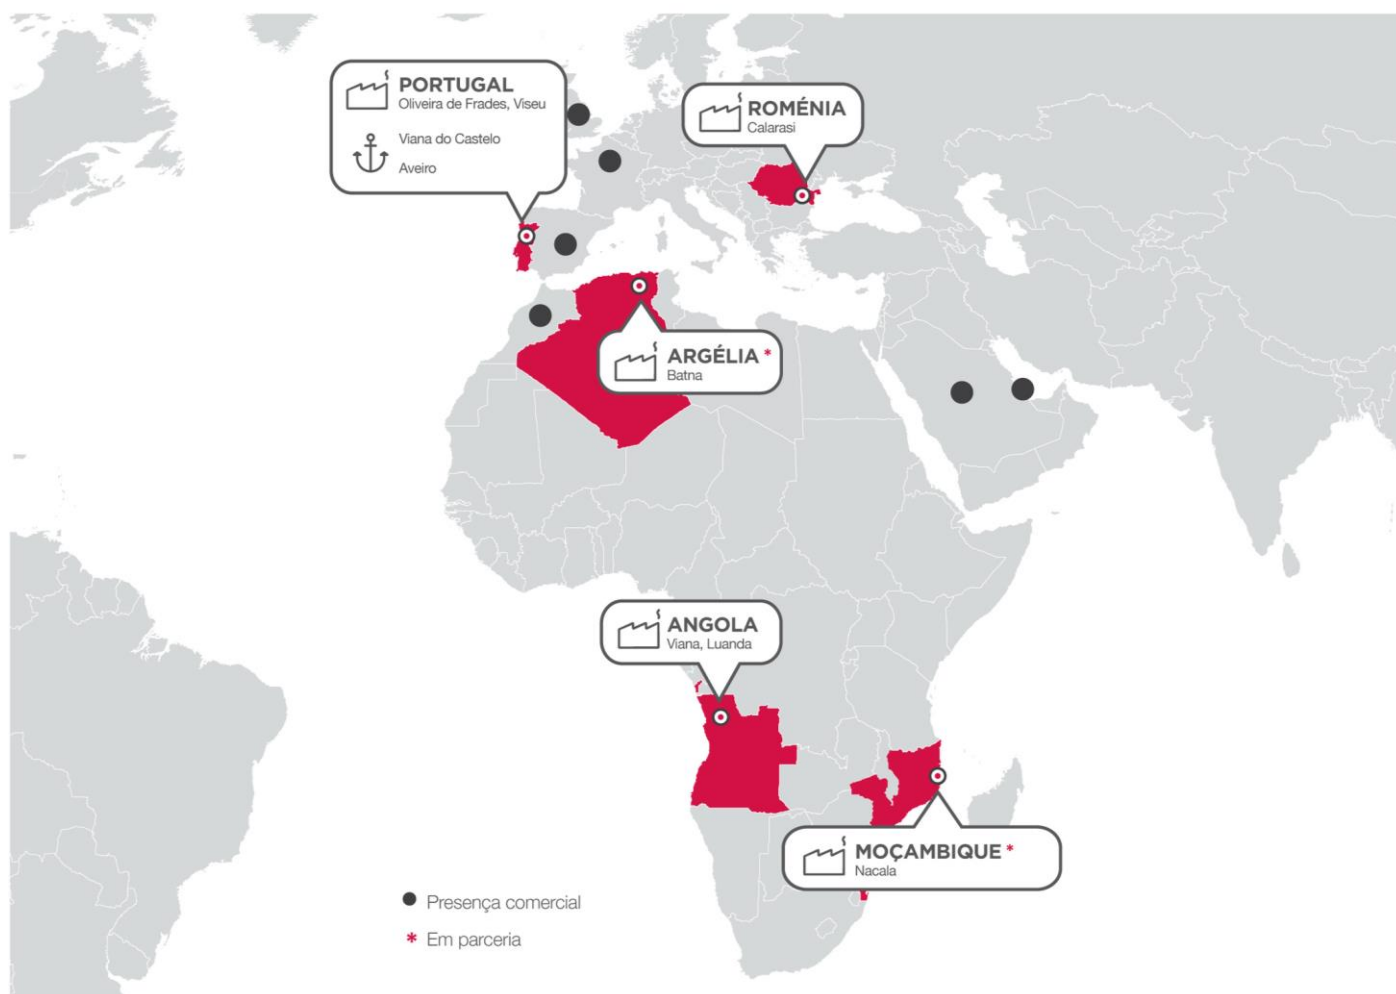 PORTUGAL
Oliveira de Frades, Viseu
Viana do Castelo
Aveiro
ROMÉNIA
Calarasi
ARGÉLIA *
Batna
ANGOLA
Viana, Luanda
MOÇAMBIQUE *
Nacala
Presença comercial
* Em parceria